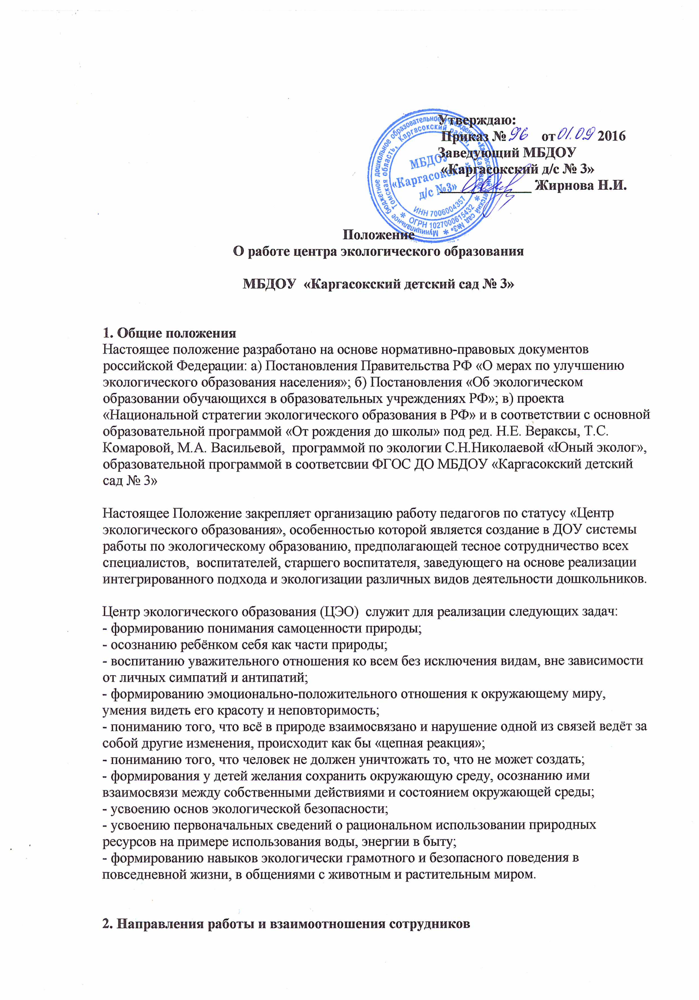 Утверждаю:
Приказ № 96 от 01.09 2016
Заведующий МБДОУ
«Каргасокский д/с № 3»
____________ Жирнова Н.И.
Муниципальное бюджетное дошкольное образовательное учреждение «Каргасокский детский сад №3»
Томская область, Каргасокский район,
ОГРН 1027000615432
ИНН 7006004357
МБДОУ
«Каргасокский
д/с №3»
Положение
О работе центра экологического образования
МБДОУ «Каргасокский детский сад № 3»
1. Общие положения
Настоящее положение разработано на основе нормативно-правовых документов
российской Федерации: а) Постановления Правительства РФ «О мерах по улучшению
экологического образования населения»; б) Постановления «Об экологическом
образовании обучающихся в образовательных учреждениях РФ»; в) проекта
«Национальной стратегии экологического образования в РФ» и в соответствии с основной
образовательной программой «От рождения до школы» под ред. Н.Е. Вераксы, Т.С.
Комаровой, М.А. Васильевой, программой по экологии С.Н.Николаевой «Юный эколог»,
образовательной программой в соответсвии ФГОС ДО МБДОУ «Каргасокский детский
сад № 3»
Настоящее Положение закрепляет организацию работу педагогов по статусу «Центр
экологического образования», особенностью которой является создание в ДОУ системы
работы по экологическому образованию, предполагающей тесное сотрудничество всех
специалистов, воспитателей, старшего воспитателя, заведующего на основе реализации
интегрированного подхода и экологизации различных видов деятельности дошкольников.
Центр экологического образования (ЦЭО) служит для реализации следующих задач:
- формированию понимания самоценности природы;
- осознанию ребёнком себя как части природы;
- воспитанию уважительного отношения ко всем без исключения видам, вне зависимости
от личных симпатий и антипатий;
- формированию эмоционально-положительного отношения к окружающему миру,
умения видеть его красоту и неповторимость;
- пониманию того, что всё в природе взаимосвязано и нарушение одной из связей ведёт за
собой другие изменения, происходит как бы «цепная реакция»;
- пониманию того, что человек не должен уничтожать то, что не может создать;
- формирования у детей желания сохранить окружающую среду, осознанию ими
взаимосвязи между собственными действиями и состоянием окружающей среды;
- усвоению основ экологической безопасности;
- усвоению первоначальных сведений о рациональном использовании природных
ресурсов на примере использования воды, энергии в быту;
- формированию навыков экологически грамотного и безопасного поведения в
повседневной жизни, в общениями с животным и растительным миром.
2. Направления работы и взаимоотношения сотрудников